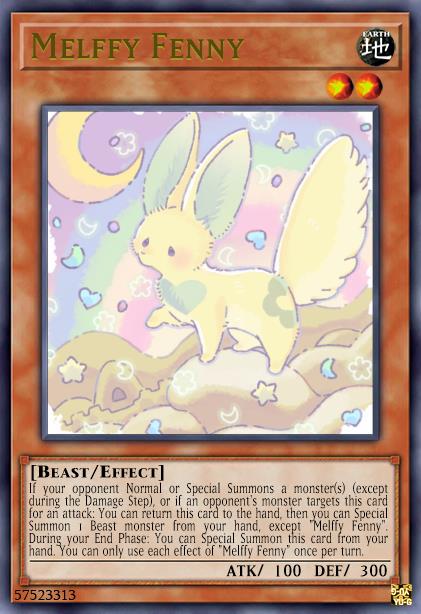 Melffy Fenny
EARTH
地
[Beast/Effect]
If your opponent Normal or Special Summons a monster(s) (except
during the Damage Step), or if an opponent's monster targets this card
for an attack: You can return this card to the hand, then you can Special
Summon 1 Beast monster from your hand, except "Melffy Fenny".
During your End Phase: You can Special Summon this card from your
hand. You can only use each effect of "Melffy Fenny" once per turn.
ATK/ 100 DEF/ 300
57523313